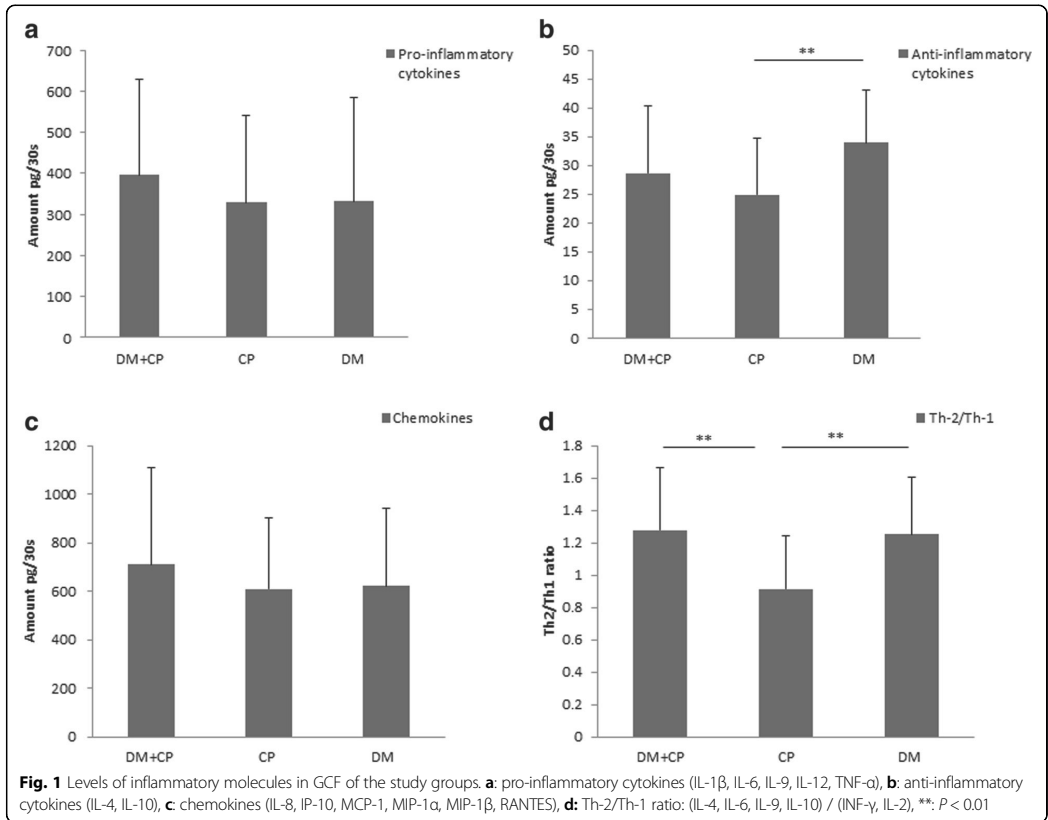 a
Pro-inflammatory
cytokines
700
600
500
400
300
200
100
0
Amount pg/30s
DM+CP CP DM
b
Anti-inflammatory
cytokines
**
50
45
40
35
30
25
20
15
10
5
0
Amount pg/30s
DM+CP CP DM
c
Chemokines
1200
1000
800
600
400
200
0
Amount pg/30s
DM+CP CP DM
d
Th-2/Th-1
** **
1.8
1.6
1.4
1.2
1
0.8
0.6
0.4
0.2
0
Th2/Th1 ratio
DM+CP CP DM
Fig. 1 Levels of inflammatory molecules in GCF of the study groups. a: pro-inflammatory cytokines (IL-1β, IL-6, IL-9, IL-12, TNF-α), b: anti-inflammatory
cytokines (IL-4, IL-10), c: chemokines (IL-8, IP-10, MCP-1, MIP-1α, MIP-1β, RANTES), d: Th-2/Th-1 ratio: (IL-4, IL-6, IL-9, IL-10) / (INF-γ, IL-2), **: P < 0.01